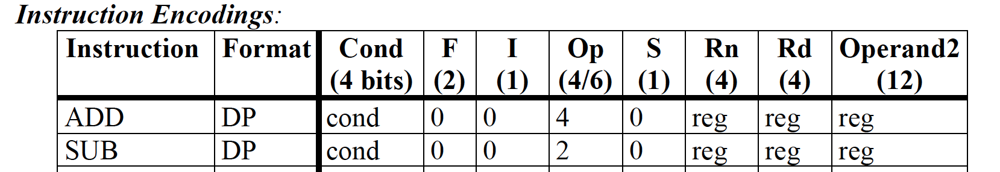 Instruction Encodings:
Instruction Format Cond F I Op S Rn Rd Operand2
(4 bits) (2) (1) (4/6) (1) (4) (4) (12)
ADD DP cond 0 0 4 0 reg reg reg
SUB DP cond 0 0 2 0 reg reg reg